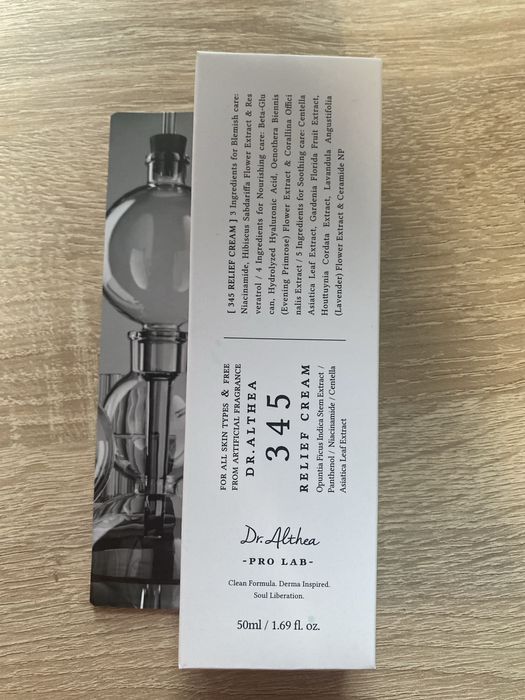 [ 345 RELIEF CREAM ] 3 Ingredients for Blemish care:
Niacinamide, Hibiscus Sabdariffa Flower Extract & Res
veratrol / 4 Ingredients for Nourishing care: Beta-Glu
can, Hydrolyzed Hyaluronic Acid, Oenothera Biennis
(Evening Primrose) Flower Extract & Corallina Offici
nalis Extract / 5 Ingredients for Soothing care: Centella
Asiatica Leaf Extract, Gardenia Florida Fruit Extract,
Houttuynia Cordata Extract, Lavandula Angustifolia
(Lavender) Flower Extract & Ceramide NP
FOR ALL SKIN TYPES & FREE
FROM ARTIFICIAL FRAGRANCE
DR.ALTHEA
345
RELIEF CREAM
Opuntia Ficus Indica Stem Extract /
Panthenol / Niacinamide / Centella
Asiatica Leaf Extract
Dr.Althea
-PRO LAB-
Clean Formula. Derma Inspired.
Soul Liberation.
50ml / 1.69 fl. oz.